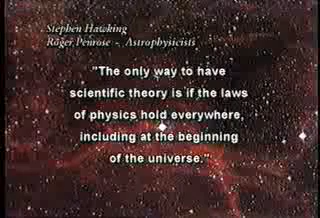 Stephen Hawking
Roger Penrose - Astrophysicists
"The only way to have
scientific theory is if the laws
of physics hold everywhere,
including at the beginning
of the universe."